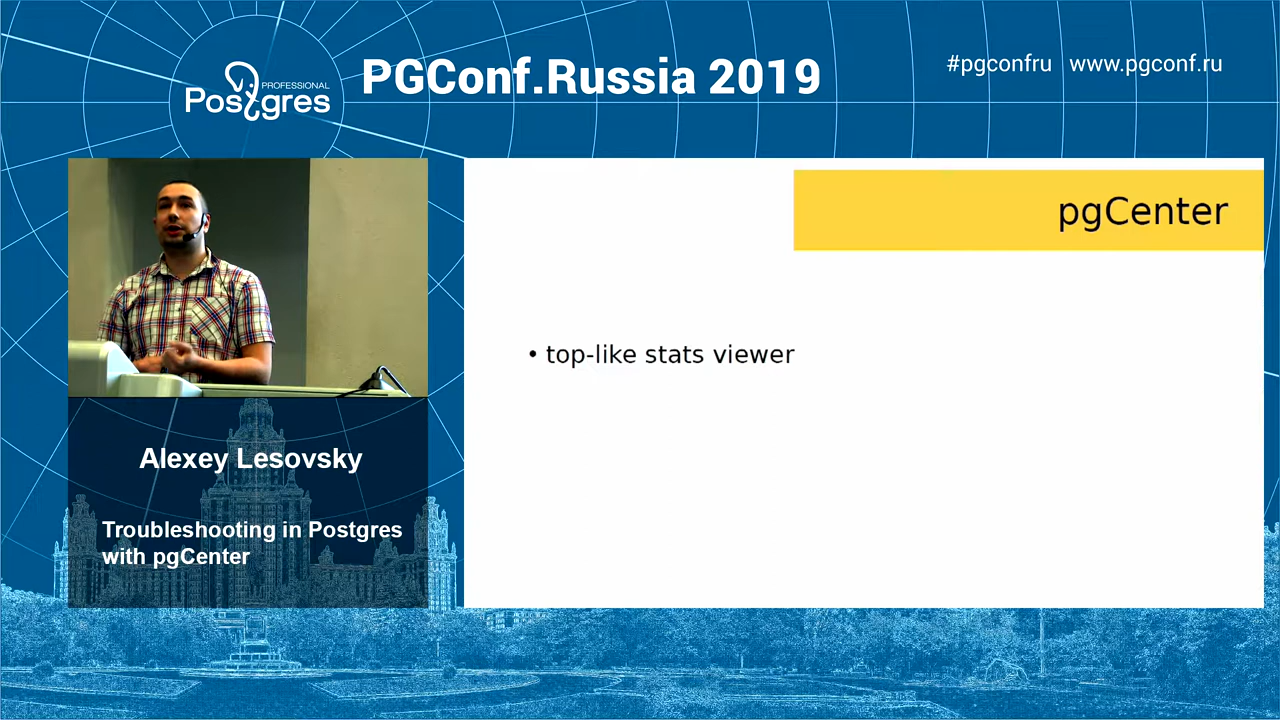 Postgres
PROFESSIONAL
PGConf.Russia 2019
#pgconfru www.pgconf.ru
pgCenter
• top-like stats viewer
Alexey Lesovsky
Troubleshooting in Postgres
with pgCenter